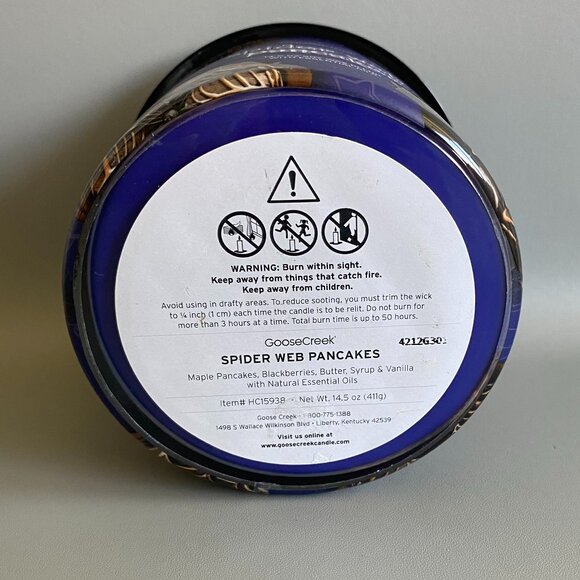 WARNING: Burn within sight.
Keep away from things that catch fire.
Keep away from children.
Avoid using in drafty areas. To reduce sooting, you must trim the wick
to ¼ inch (1 cm) each time the candle is to be relit. Do not burn for
more than 3 hours at a time. Total burn time is up to 50 hours.
GooseCreek
SPIDER WEB PANCAKES
Maple Pancakes, Blackberries, Butter, Syrup & Vanilla
with Natural Essential Oils
Item# HC15938 • Net Wt. 14.5 oz (411g)
Goose Creek • 1-800-775-1388
1498 S Wallace Wilkinson Blvd • Liberty, Kentucky 42539
Visit us online at
www.goosecreekcandle.com